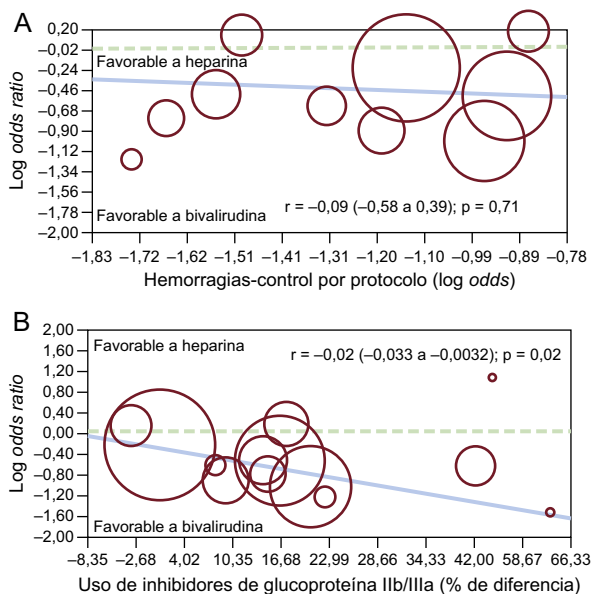 A
0,20
–0,02
–0,24
–0,46
–0,68
–0,90
–1,12
–1,34
–1,56
–1,78
–2,00
Log odds ratio
Favorable a heparina
Favorable a bivalirudina
r = –0,09 (–0,58 a 0,39); p = 0,71
–1,83 –1,72 –1,62 –1,51 –1,41 –1,31 –1,20 –1,10 –0,99 –0,89 –0,78
Hemorragias-control por protocolo (log odds)
B
2,00
1,60
1,20
0,80
0,40
0,00
–0,40
–0,80
–1,20
–1,60
–2,00
Log odds ratio
Favorable a heparina
r = –0,02 (–0,033 a –0,0032); p = 0,02
Favorable a bivalirudina
–8,35 –2,68 4,02 10,35 16,68 22,99 28,66 34,33 42,00 58,67 66,33
Uso de inhibidores de glucoproteína IIb/IIIa (% de diferencia)